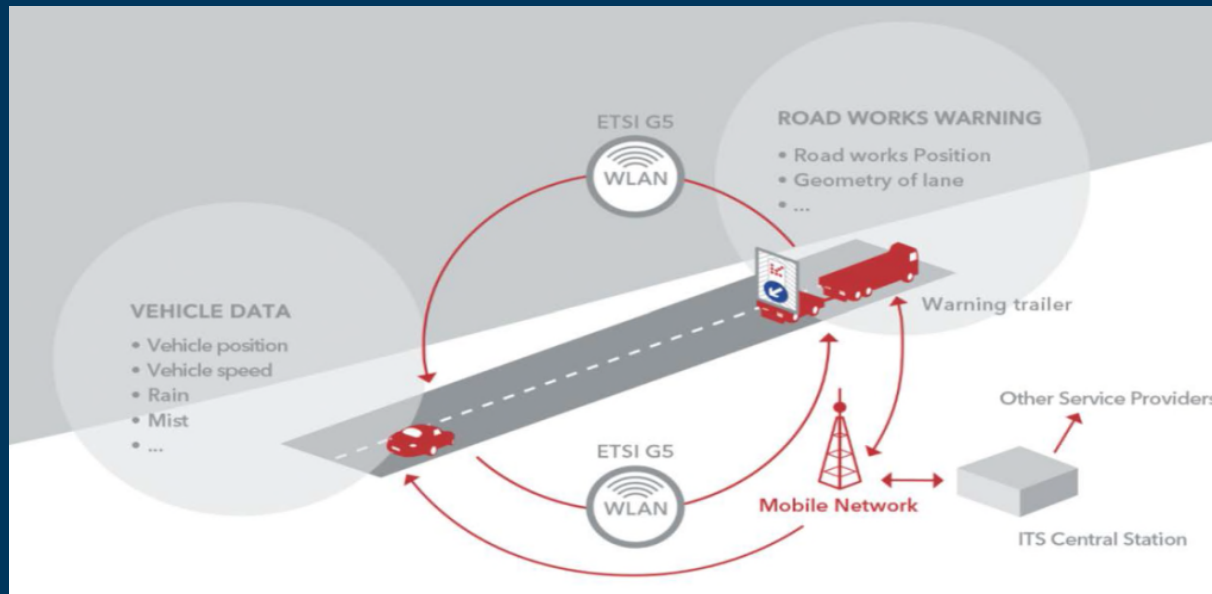 ETSI G5
WLAN
ROAD WORKS WARNING
• Road works Position
• Geometry of lane
• ...
VEHICLE DATA
• Vehicle position
• Vehicle speed
• Rain
• Mist
• ...
Warning trailer
Other Service Providers
ETSI G5
WLAN
Mobile Network
ITS Central Station